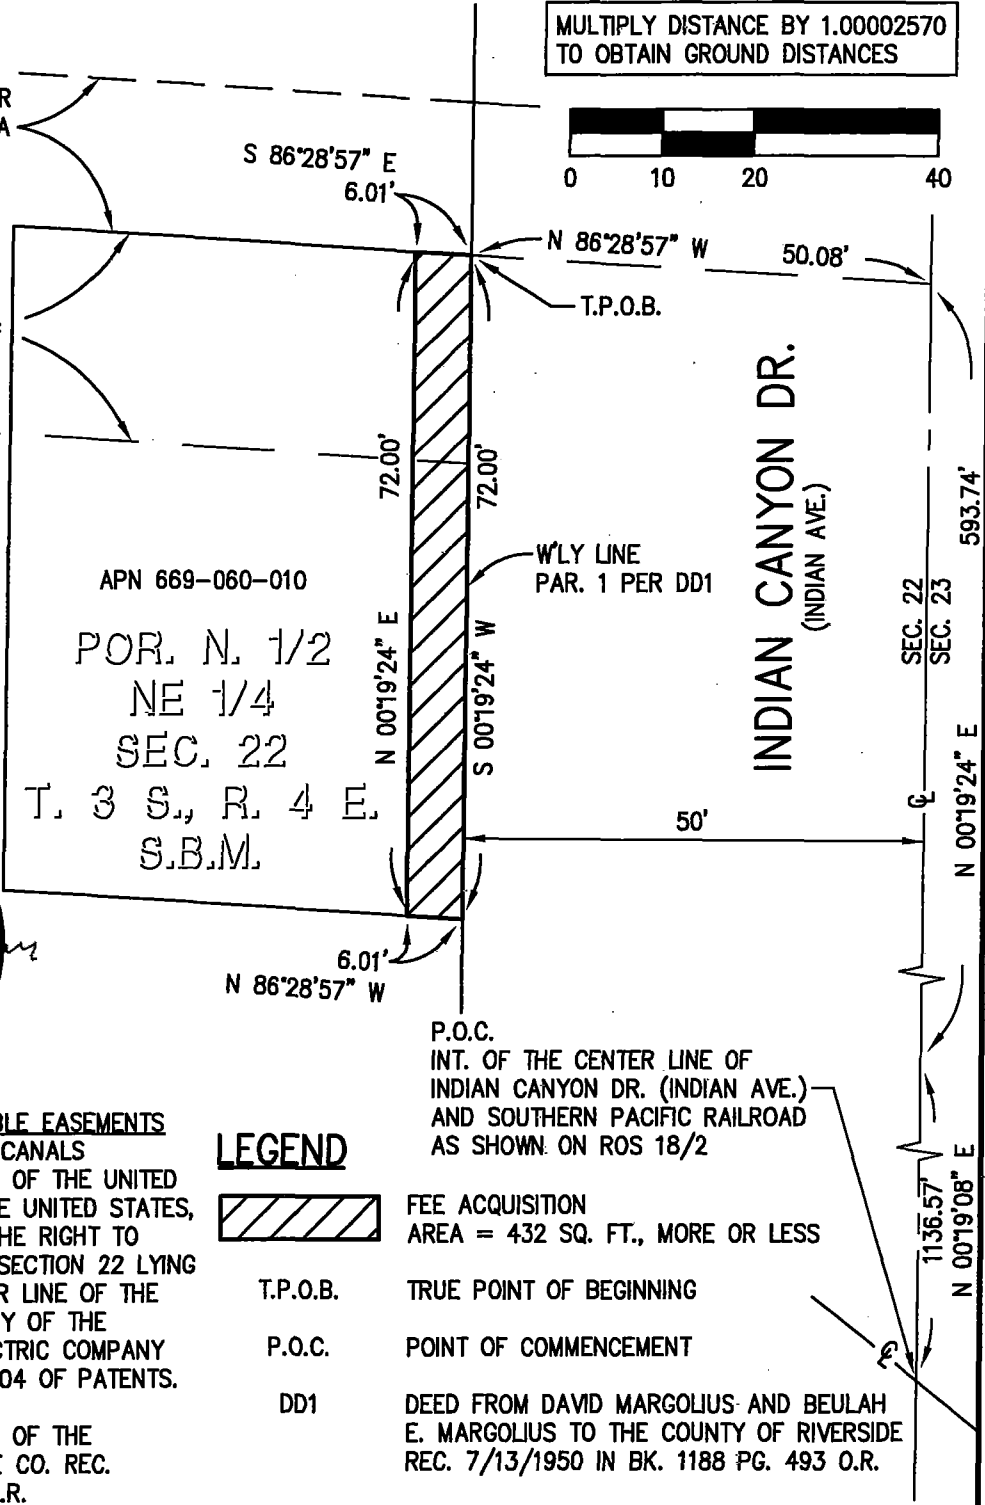 MULTIPLY DISTANCE BY 1.00002570
TO OBTAIN GROUND DISTANCES
0 10 20 40
R
A
S 86°28'57" E
6.01'
N 86°28'57" W
50.08'
T.P.O.B.
INDIAN CANYON DR.
(INDIAN AVE.)
593.74'
72.00'
72.00'
W'LY LINE
PAR. 1 PER DD1
SEC. 22
SEC. 23
APN 669-060-010
POR. N. 1/2
NE 1/4
SEC. 22
T. 3 S., R. 4 E.
S.B.M.
N 00°19'24" E
S 00°19'24" W
N 00°19'24" E
50'
6.01'
N 86°28'57" W
P.O.C.
INT. OF THE CENTER LINE OF
INDIAN CANYON DR. (INDIAN AVE.)
AND SOUTHERN PACIFIC RAILROAD
AS SHOWN ON ROS 18/2
1136.57'
N 00°19'08" E
BLE EASEMENTS
CANALS
OF THE UNITED
E UNITED STATES,
HE RIGHT TO
SECTION 22 LYING
R LINE OF THE
Y OF THE
CTRIC COMPANY
04 OF PATENTS.
OF THE
E CO. REC.
.R.
LEGEND
FEE ACQUISITION
AREA = 432 SQ. FT., MORE OR LESS
T.P.O.B. TRUE POINT OF BEGINNING
P.O.C. POINT OF COMMENCEMENT
DD1 DEED FROM DAVID MARGOLIUS AND BEULAH
E. MARGOLIUS TO THE COUNTY OF RIVERSIDE
REC. 7/13/1950 IN BK. 1188 PG. 493 O.R.